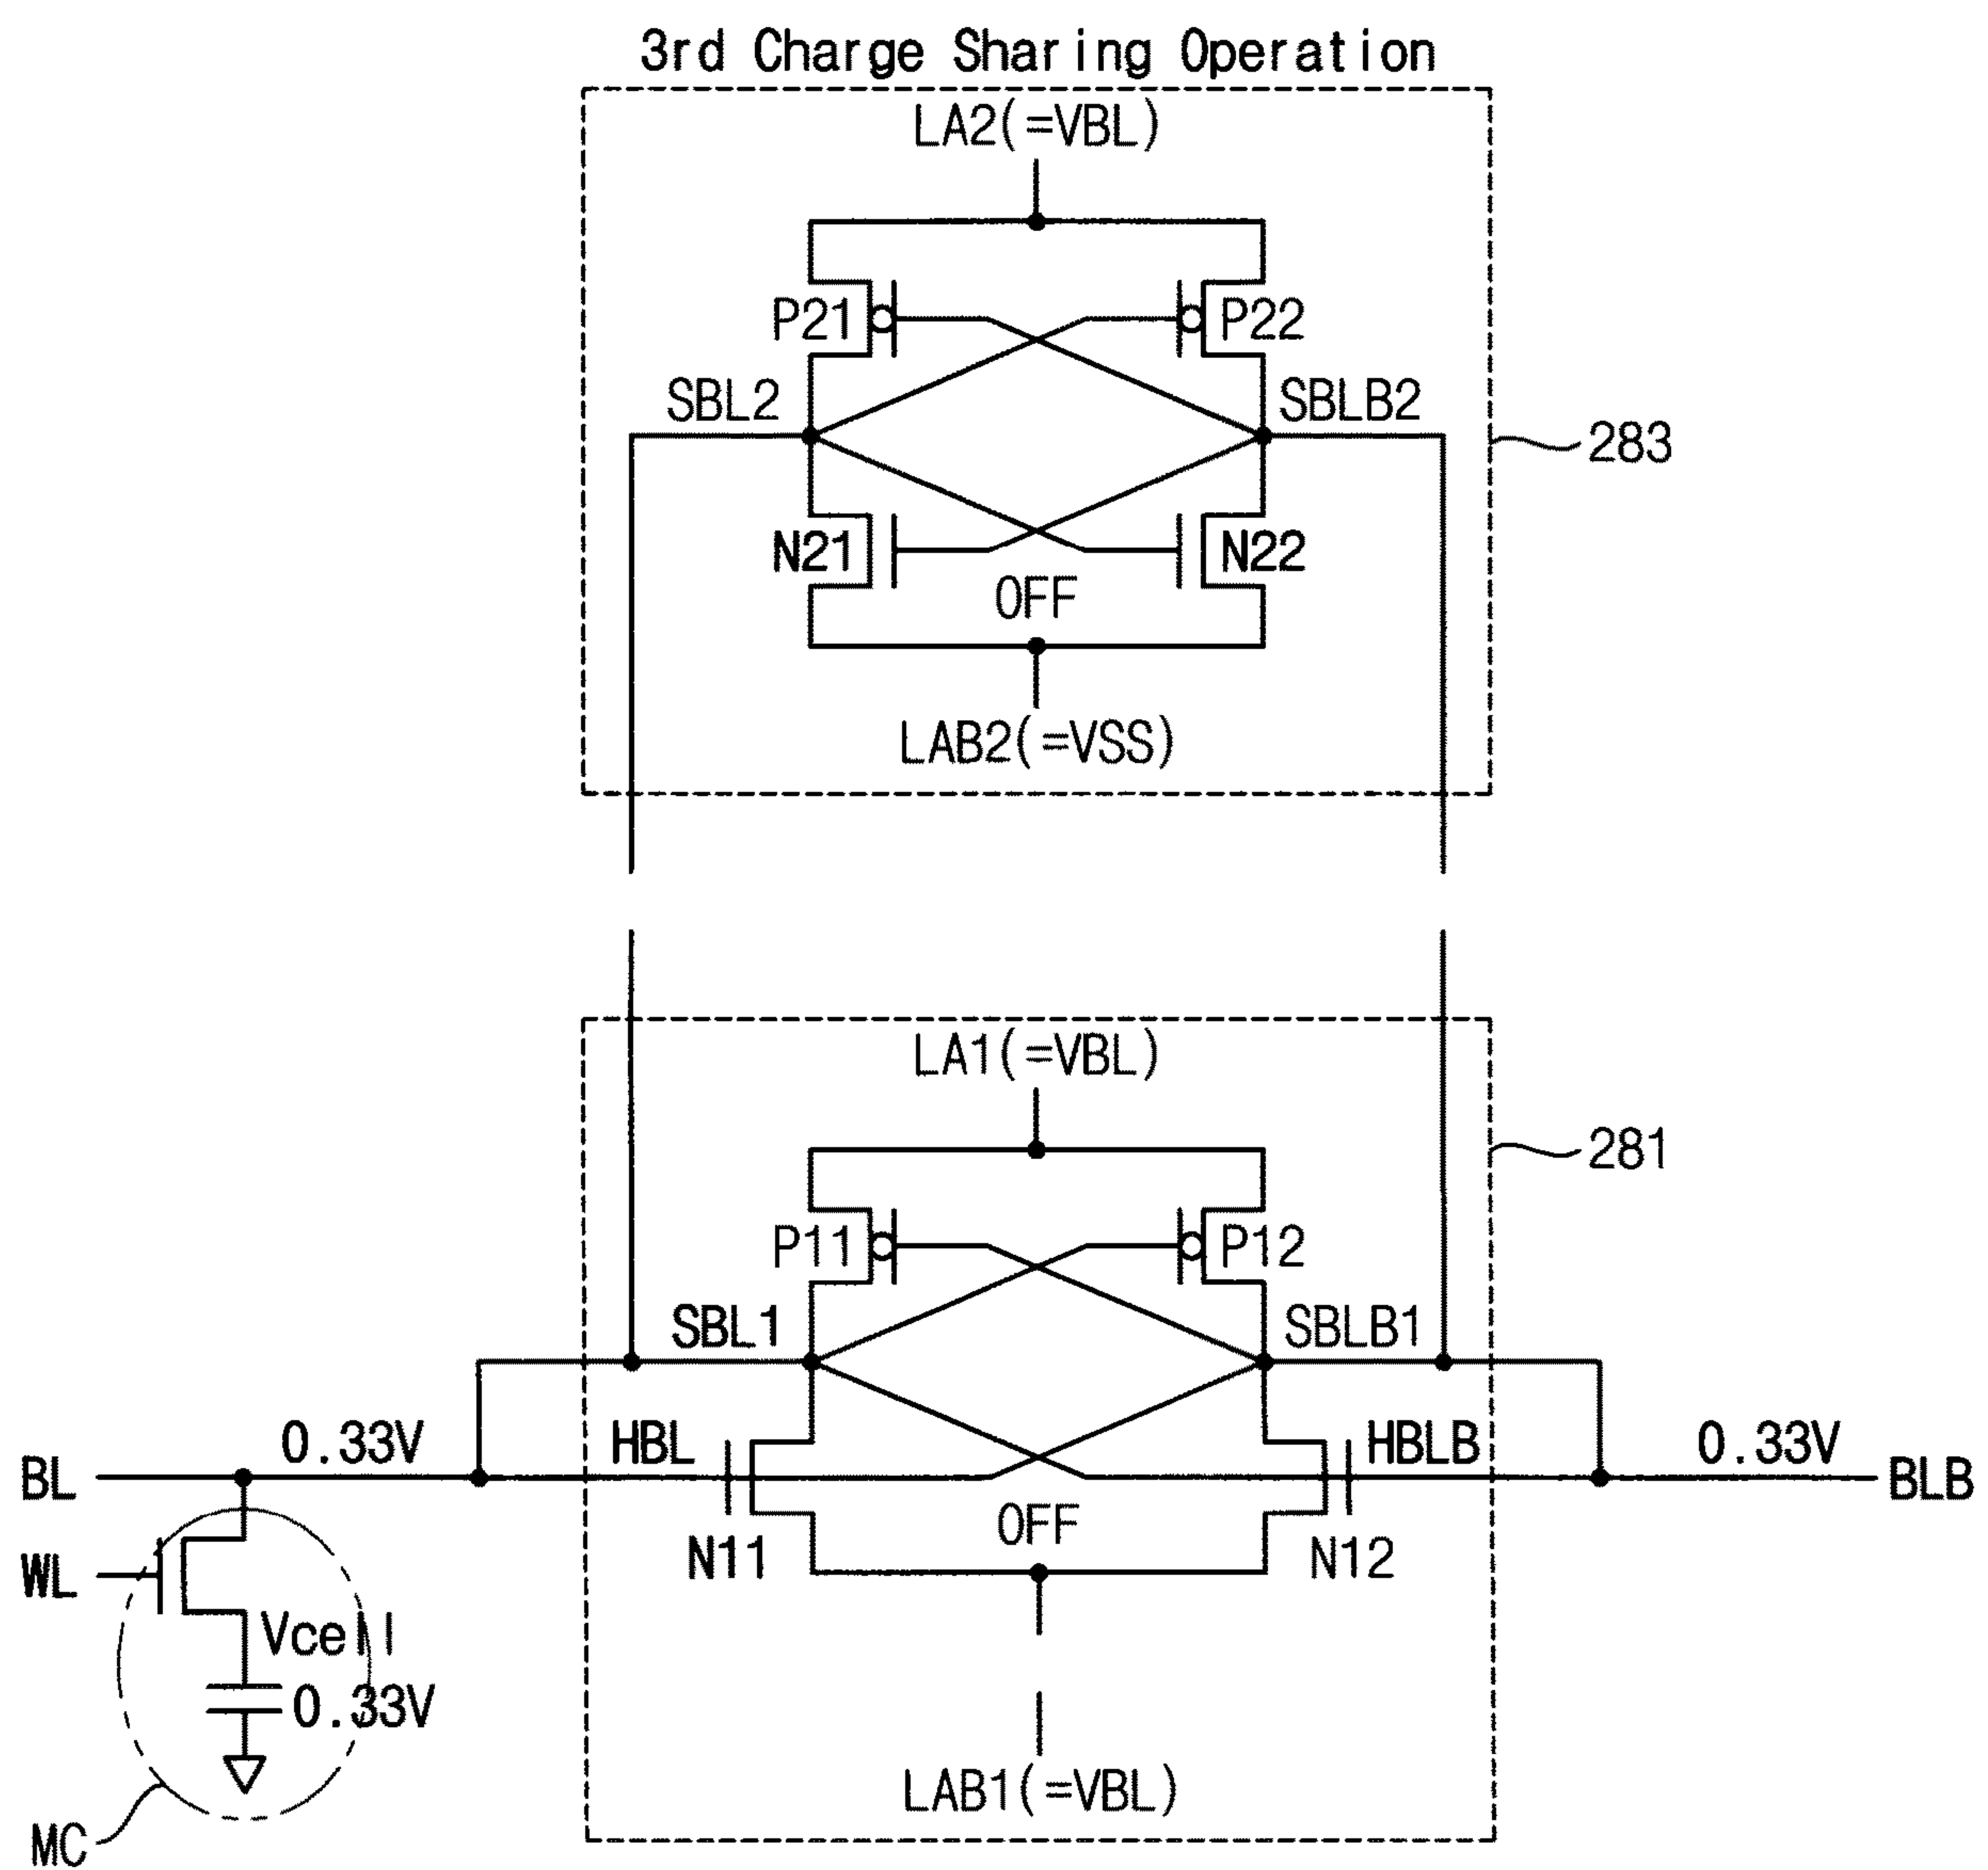 3rd Charge Sharing Operation
LA2(=VBL)
P21
P22
SBL2
SBLB2
283
N21
N22
OFF
LAB2(=VSS)
LA1(=VBL)
281
P11
P12
SBL1
SBLB1
0.33V
HBL
HBLB
0.33V
BL
BLB
OFF
N11
N12
WL
Vcell
0.33V
LAB1(=VBL)
MC